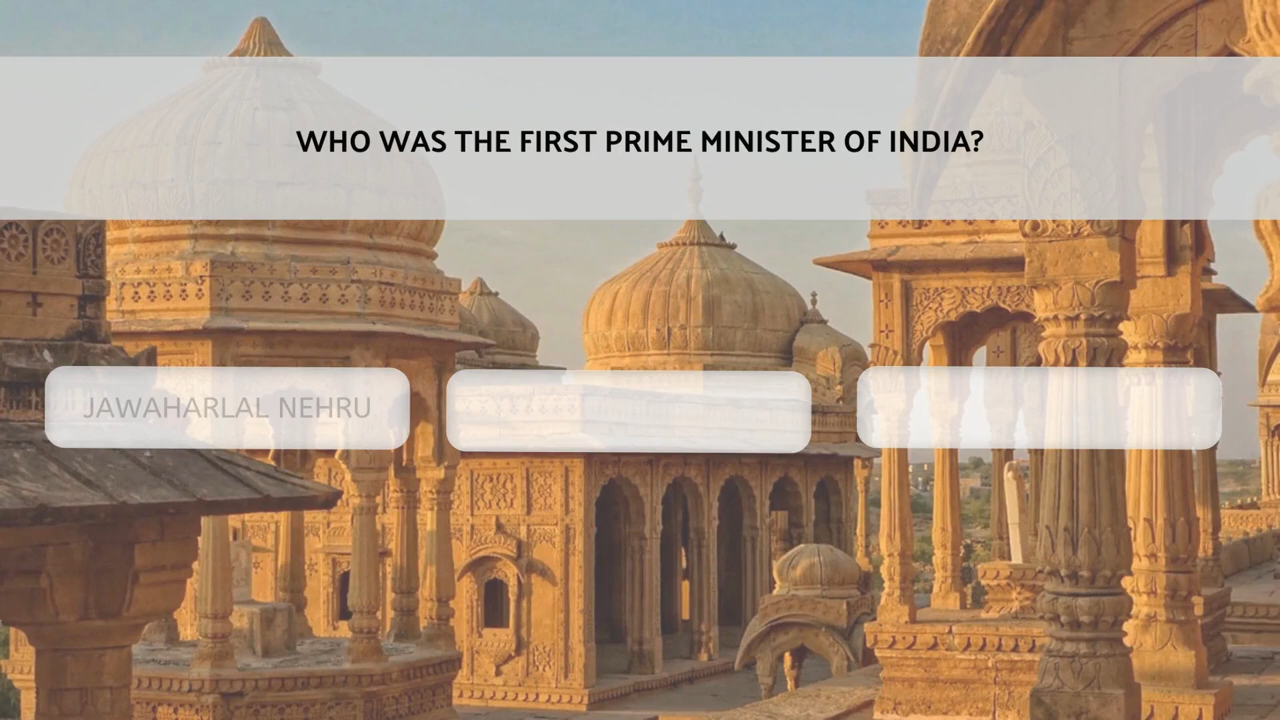 WHO WAS THE FIRST PRIME MINISTER OF INDIA?
JAWAHARLAL NEHRU